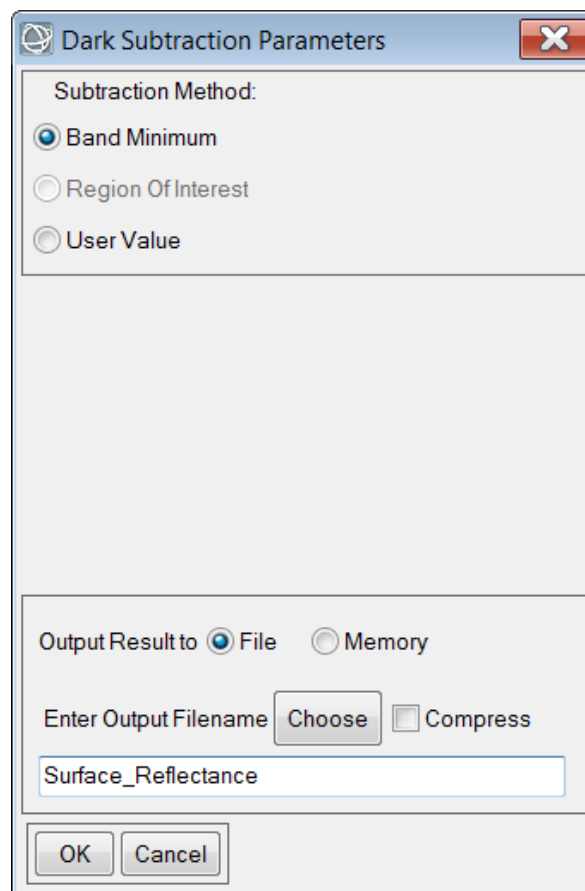 Dark Subtraction Parameters
Subtraction Method:
Band Minimum
Region Of Interest
User Value
Output Result to File Memory
Enter Output Filename Choose Compress
Surface_Reflectance
OK Cancel